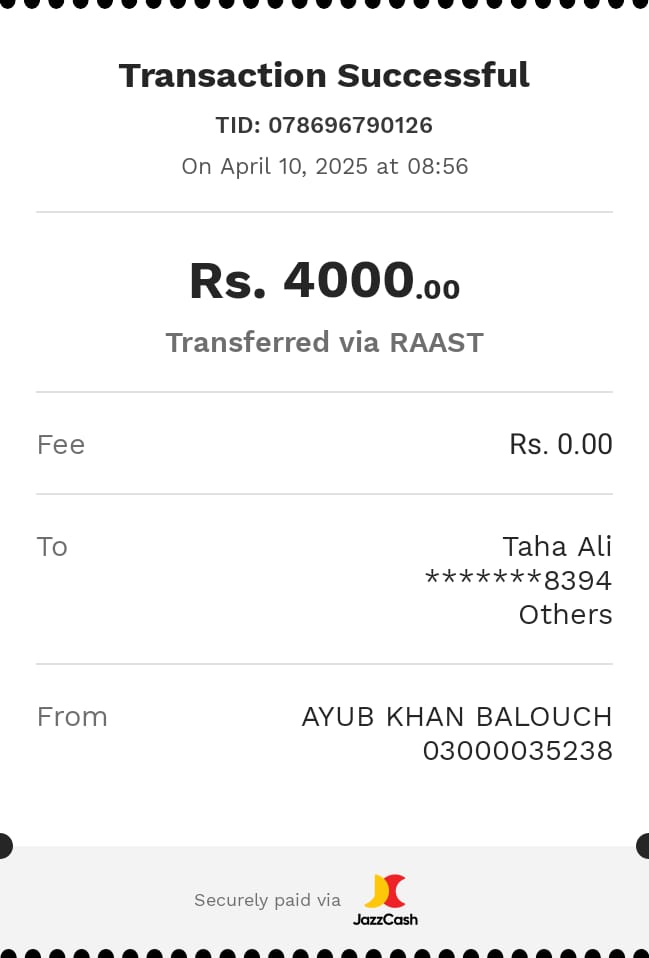 Transaction Successful
TID: 078696790126
On April 10, 2025 at 08:56
Rs. 4000.00
Transferred via RAAST
Fee Rs. 0.00
To Taha Ali
*******8394
Others
From AYUB KHAN BALOUCH
03000035238
Securely paid via JazzCash